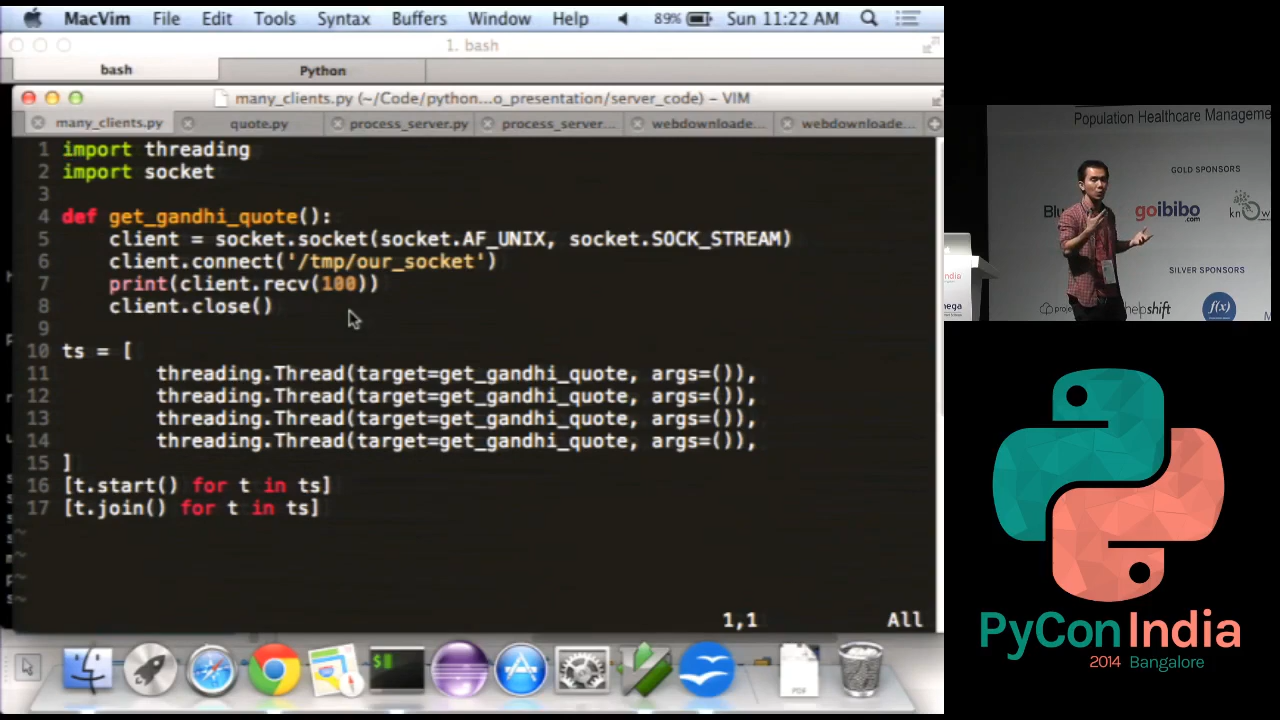 MacVim File Edit Tools Syntax Buffers Window Help 89% Sun 11:22 AM
1. bash
bash Python
many_clients.py (~/Code/python...o_presentation/server_code) – VIM
many_clients.py quote.py process_server.py process_server... webdownloade... webdownloade...
1 import threading
2 import socket
3
4 def get_gandhi_quote():
5 client = socket.socket(socket.AF_UNIX, socket.SOCK_STREAM)
6 client.connect('/tmp/our_socket')
7 print(client.recv(100))
8 client.close()
9
10 ts = [
11 threading.Thread(target=get_gandhi_quote, args=()),
12 threading.Thread(target=get_gandhi_quote, args=()),
13 threading.Thread(target=get_gandhi_quote, args=()),
14 threading.Thread(target=get_gandhi_quote, args=()),
15 ]
16 [t.start() for t in ts]
17 [t.join() for t in ts]
~
~
~
~
1,1 All
PDF
Population Healthcare Manageme
GOLD SPONSORS
Blu
goibibo
.com
kn
SILVER SPONSORS
projec
helpshift
f(x)
PyCon India
2014 Bangalore